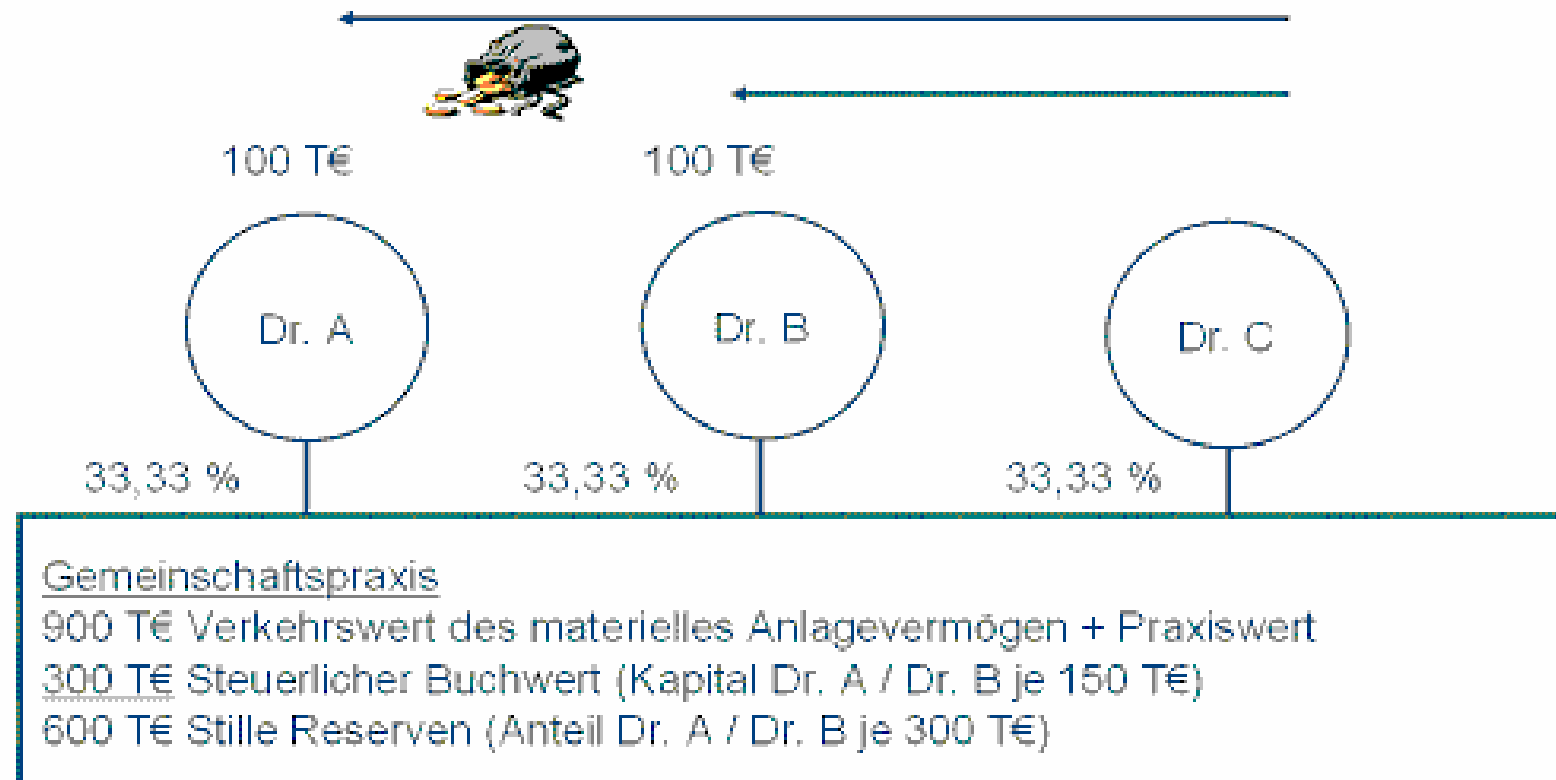 100 T€ 100 T€
Dr. A Dr. B Dr. C
33,33 % 33,33 % 33,33 %
Gemeinschaftspraxis
900 T€ Verkehrswert des materielles Anlagevermögen + Praxiswert
300 T€ Steuerlicher Buchwert (Kapital Dr. A / Dr. B je 150 T€)
600 T€ Stille Reserven (Anteil Dr. A / Dr. B je 300 T€)